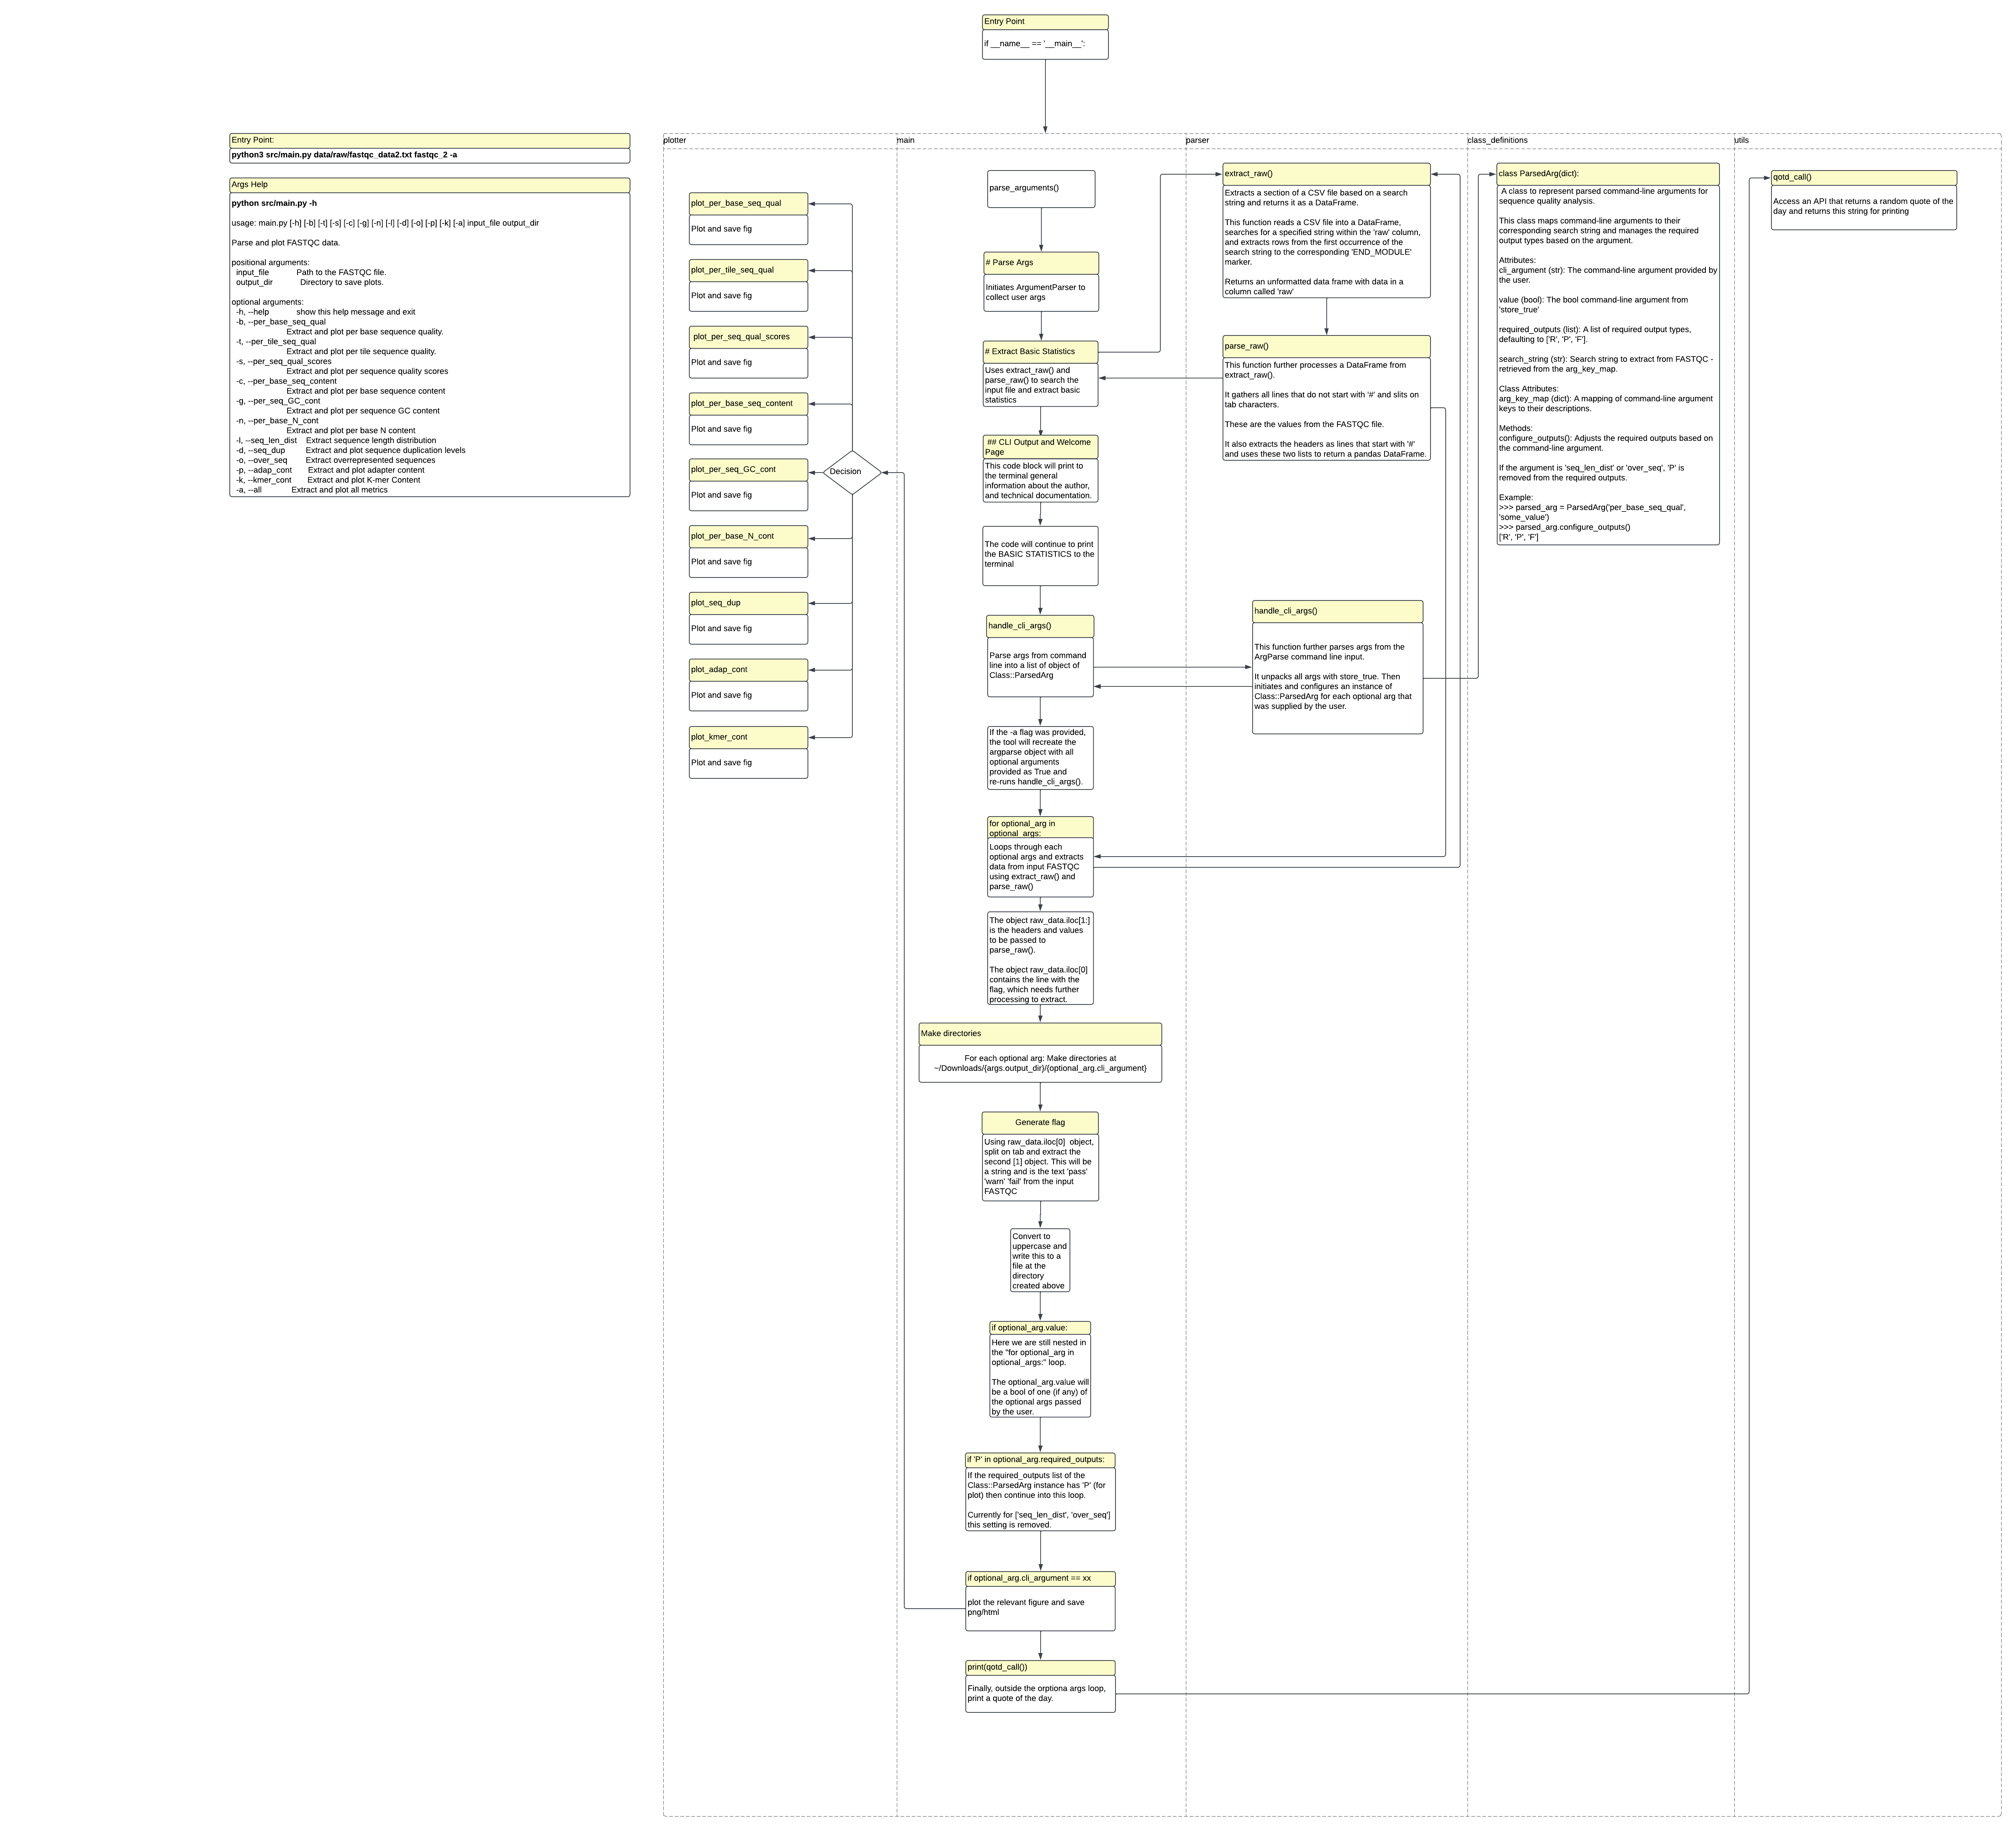 Entry Point
if __name__ == '__main__':
Entry Point:
python3 src/main.py data/raw/fastqc_data2.txt fastqc_2 -a
Args Help
python src/main.py -h
usage: main.py [-h] [-b] [-t] [-s] [-c] [-g] [-n] [-l] [-d] [-o] [-p] [-k] [-a] input_file output_dir
Parse and plot FASTQC data.
positional arguments:
input_file Path to the FASTQC file.
output_dir Directory to save plots.
optional arguments:
-h, --help show this help message and exit
-b, --per_base_seq_qual
Extract and plot per base sequence quality.
-t, --per_tile_seq_qual
Extract and plot per tile sequence quality.
-s, --per_seq_qual_scores
Extract and plot per sequence quality scores
-c, --per_base_seq_content
Extract and plot per base sequence content
-g, --per_seq_GC_cont
Extract and plot per sequence GC content
-n, --per_base_N_cont
Extract and plot per base N content
-l, --seq_len_dist Extract sequence length distribution
-d, --seq_dup Extract and plot sequence duplication levels
-o, --over_seq Extract overrepresented sequences
-p, --adap_cont Extract and plot adapter content
-k, --kmer_cont Extract and plot K-mer Content
-a, --all Extract and plot all metrics
plotter
plot_per_base_seq_qual
Plot and save fig
plot_per_tile_seq_qual
Plot and save fig
plot_per_seq_qual_scores
Plot and save fig
plot_per_base_seq_content
Plot and save fig
plot_per_seq_GC_cont
Plot and save fig
plot_per_base_N_cont
Plot and save fig
plot_seq_dup
Plot and save fig
plot_adap_cont
Plot and save fig
plot_kmer_cont
Plot and save fig
Decision
main
parse_arguments()
# Parse Args
Initiates ArgumentParser to
collect user args
# Extract Basic Statistics
Uses extract_raw() and
parse_raw() to search the
input file and extract basic
statistics
## CLI Output and Welcome
Page
This code block will print to
the terminal general
information about the author,
and technical documentation.
The code will continue to print
the BASIC STATISTICS to the
terminal
handle_cli_args()
Parse args from command
line into a list of object of
Class::ParsedArg
If the -a flag was provided,
the tool will recreate the
argparse object with all
optional arguments
provided as True and
re-runs handle_cli_args().
for optional_arg in
optional_args:
Loops through each
optional args and extracts
data from input FASTQC
using extract_raw() and
parse_raw()
The object raw_data.iloc[1:]
is the headers and values
to be passed to
parse_raw().
The object raw_data.iloc[0]
contains the line with the
flag, which needs further
processing to extract.
Make directories
For each optional arg: Make directories at
~/Downloads/{args.output_dir}/{optional_arg.cli_argument}
Generate flag
Using raw_data.iloc[0] object,
split on tab and extract the
second [1] object. This will be
a string and is the text 'pass'
'warn' 'fail' from the input
FASTQC
Convert to
uppercase and
write this to a
file at the
directory
created above
if optional_arg.value:
Here we are still nested in
the "for optional_arg in
optional_args:" loop.
The optional_arg.value will
be a bool of one (if any) of
the optional args passed
by the user.
if 'P' in optional_arg.required_outputs:
If the required_outputs list of the
Class::ParsedArg instance has 'P' (for
plot) then continue into this loop.
Currently for ['seq_len_dist', 'over_seq']
this setting is removed.
if optional_arg.cli_argument == xx
plot the relevant figure and save
png/html
print(qotd_call())
Finally, outside the orptiona args loop,
print a quote of the day.
parser
extract_raw()
Extracts a section of a CSV file based on a search
string and returns it as a DataFrame.
This function reads a CSV file into a DataFrame,
searches for a specified string within the 'raw' column,
and extracts rows from the first occurrence of the
search string to the corresponding 'END_MODULE'
marker.
Returns an unformatted data frame with data in a
column called 'raw'
parse_raw()
This function further processes a DataFrame from
extract_raw().
It gathers all lines that do not start with '#' and slits on
tab characters.
These are the values from the FASTQC file.
It also extracts the headers as lines that start with '#'
and uses these two lists to return a pandas DataFrame.
handle_cli_args()
This function further parses args from the
ArgParse command line input.
It unpacks all args with store_true. Then
initiates and configures an instance of
Class::ParsedArg for each optional arg that
was supplied by the user.
class_definitions
class ParsedArg(dict):
A class to represent parsed command-line arguments for
sequence quality analysis.
This class maps command-line arguments to their
corresponding search string and manages the required
output types based on the argument.
Attributes:
cli_argument (str): The command-line argument provided by
the user.
value (bool): The bool command-line argument from
'store_true'
required_outputs (list): A list of required output types,
defaulting to ['R', 'P', 'F'].
search_string (str): Search string to extract from FASTQC -
retrieved from the arg_key_map.
Class Attributes:
arg_key_map (dict): A mapping of command-line argument
keys to their descriptions.
Methods:
configure_outputs(): Adjusts the required outputs based on
the command-line argument.
If the argument is 'seq_len_dist' or 'over_seq', 'P' is
removed from the required outputs.
Example:
>>> parsed_arg = ParsedArg('per_base_seq_qual',
'some_value')
>>> parsed_arg.configure_outputs()
['R', 'P', 'F']
utils
qotd_call()
Access an API that returns a random quote of the
day and returns this string for printing